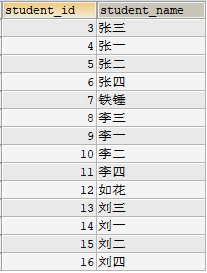 student_id student_name
3 张三
4 张一
5 张二
6 张四
7 铁锤
8 李三
9 李一
10 李二
11 李四
12 如花
13 刘三
14 刘一
15 刘二
16 刘四